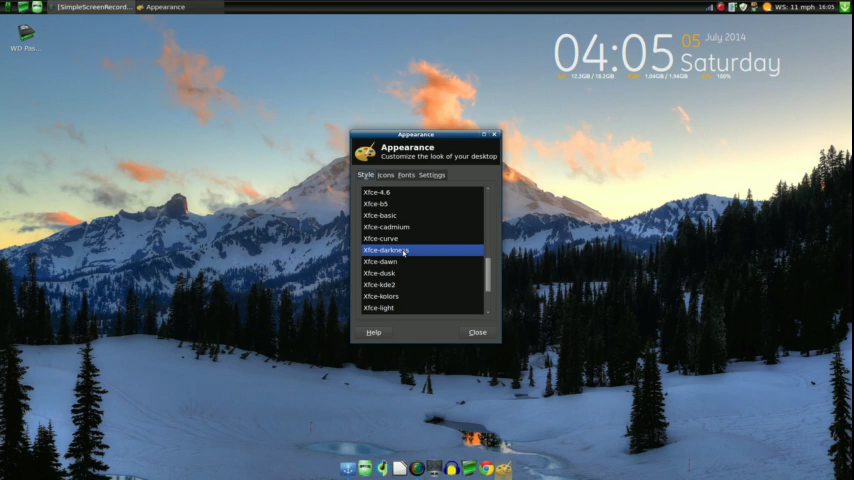 [SimpleScreenRecord...
Appearance
WS: 11 mph
16:05
WD Pas...
04:05
05
July 2014
Saturday
12.3GB / 18.2GB
1.04GB / 1.94GB
100%
Appearance
Appearance
Customize the look of your desktop
Style Icons Fonts Settings
Xfce-4.6
Xfce-b5
Xfce-basic
Xfce-cadmium
Xfce-curve
Xfce-darkness
Xfce-dawn
Xfce-dusk
Xfce-kde2
Xfce-kolors
Xfce-light
Help
Close